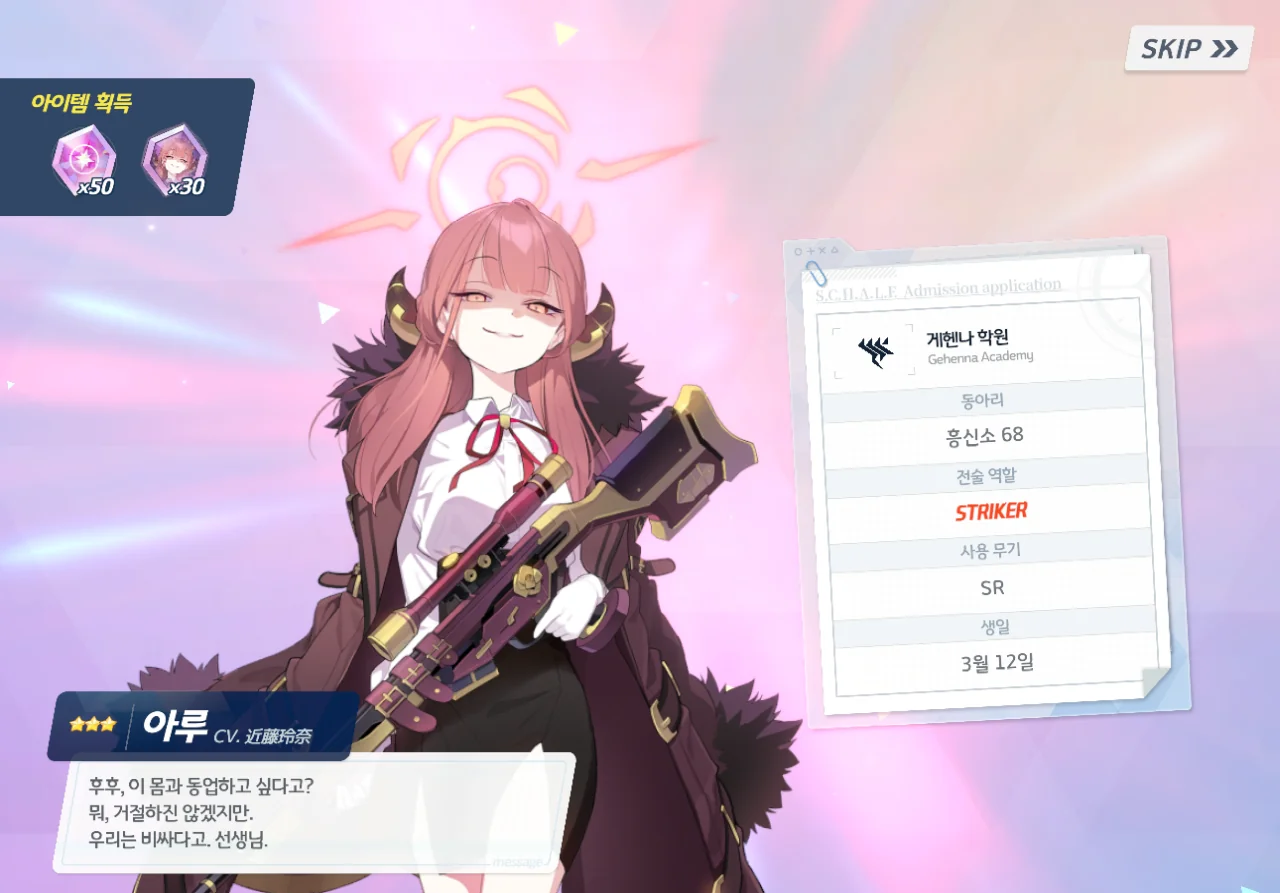 SKIP
아이템 획득
x50
x30
S.C.H.A.L.E Admission application
게헨나 학원
Gehenna Academy
동아리
흥신소 68
전술 역할
STRIKER
사용 무기
SR
생일
3월 12일
아루 CV. 近藤玲奈
후후, 이 몸과 동업하고 싶다고?
뭐, 거절하진 않겠지만.
우리는 비싸다고. 선생님.
message